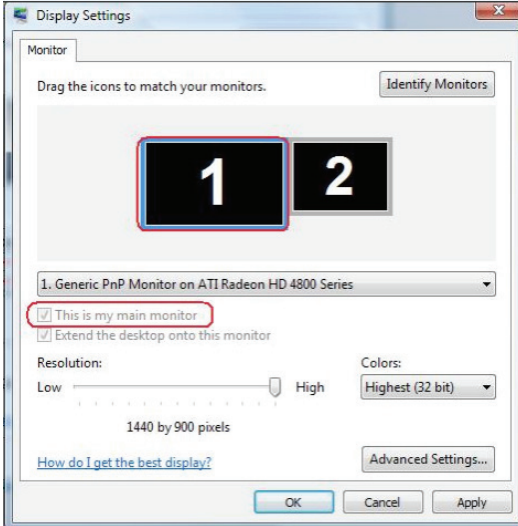 Display Settings
Monitor
Drag the icons to match your monitors.
Identify Monitors
1
2
1. Generic PnP Monitor on ATI Radeon HD 4800 Series
This is my main monitor
Extend the desktop onto this monitor
Resolution:
Colors:
Low
High
Highest (32 bit)
1440 by 900 pixels
How do I get the best display?
Advanced Settings...
OK
Cancel
Apply